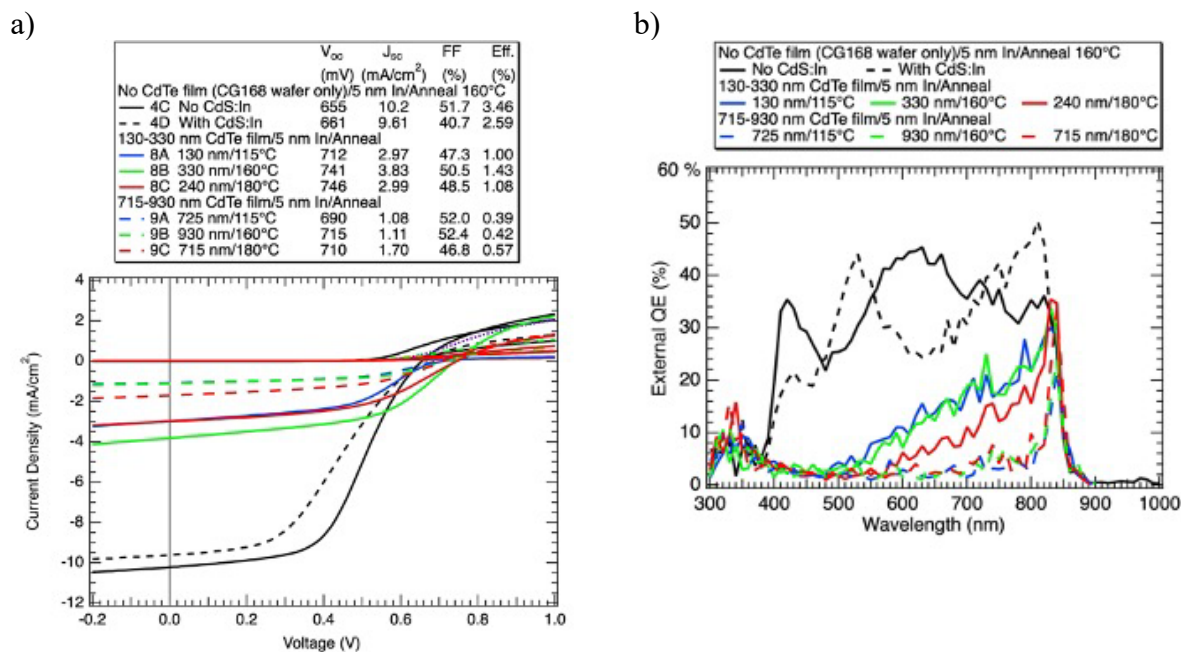 a)
V_oc J_sc FF Eff.
(mV) (mA/cm²) (%) (%)
No CdTe film (CG168 wafer only)/5 nm In/Anneal 160°C
4C No CdS:In 655 10.2 51.7 3.46
4D With CdS:In 661 9.61 40.7 2.59
130-330 nm CdTe film/5 nm In/Anneal
8A 130 nm/115°C 712 2.97 47.3 1.00
8B 330 nm/160°C 741 3.83 50.5 1.43
8C 240 nm/180°C 746 2.99 48.5 1.08
715-930 nm CdTe film/5 nm In/Anneal
9A 725 nm/115°C 690 1.08 52.0 0.39
9B 930 nm/160°C 715 1.11 52.4 0.42
9C 715 nm/180°C 710 1.70 46.8 0.57
4
2
0
-2
-4
-6
-8
-10
-12
Current Density (mA/cm²)
-0.2 0.0 0.2 0.4 0.6 0.8 1.0
Voltage (V)
b)
No CdTe film (CG168 wafer only)/5 nm In/Anneal 160°C
No CdS:In With CdS:In
130-330 nm CdTe film/5 nm In/Anneal
130 nm/115°C 330 nm/160°C 240 nm/180°C
715-930 nm CdTe film/5 nm In/Anneal
725 nm/115°C 930 nm/160°C 715 nm/180°C
60 %
50
40
30
20
10
0
External QE (%)
300 400 500 600 700 800 900 1000
Wavelength (nm)